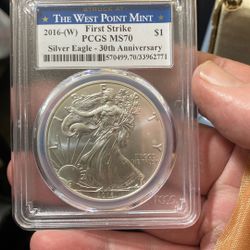 STRUCK AT
THE WEST POINT MINT
2016-(W) First Strike $1
PCGS MS70
Silver Eagle - 30th Anniversary
570499.70/33962771